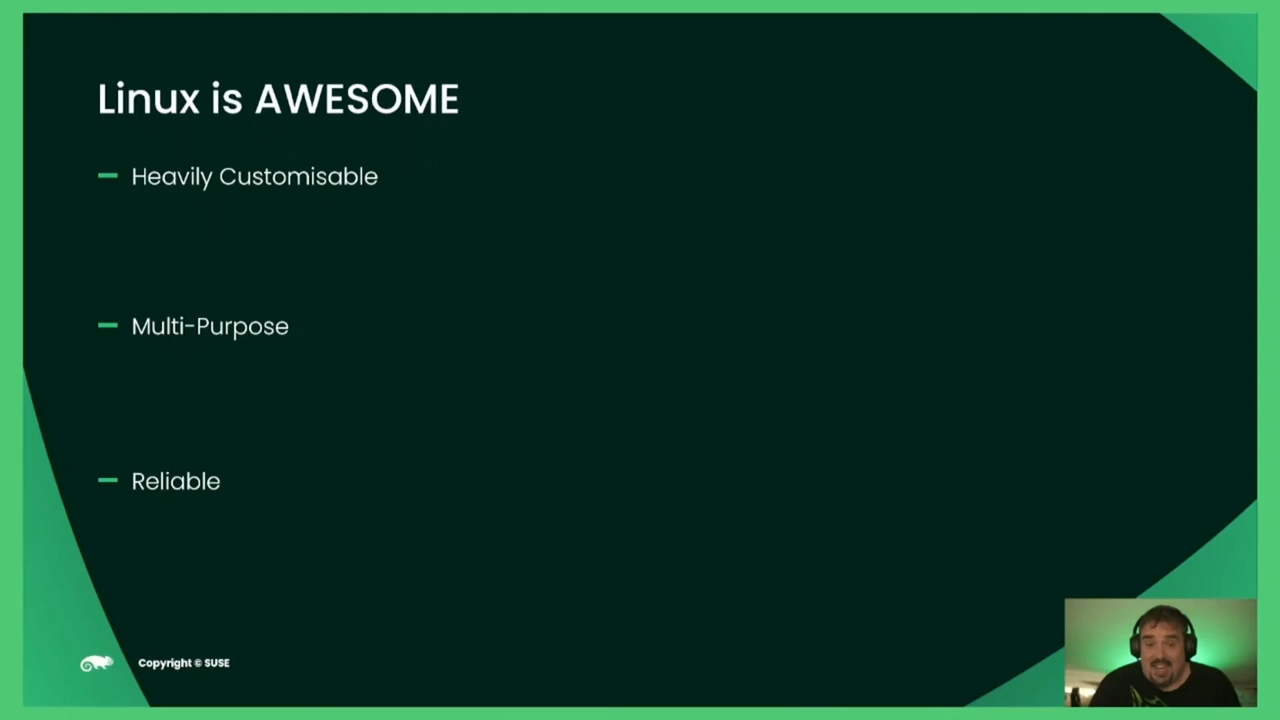 Linux is AWESOME
Heavily Customisable
Multi-Purpose
Reliable
Copyright © SUSE